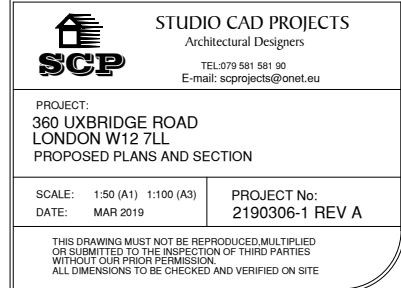 SCP
STUDIO CAD PROJECTS
Architectural Designers
TEL:079 581 581 90
E-mail: scprojects@onet.eu
PROJECT:
360 UXBRIDGE ROAD
LONDON W12 7LL
PROPOSED PLANS AND SECTION
SCALE: 1:50 (A1) 1:100 (A3)
DATE: MAR 2019
PROJECT No:
2190306-1 REV A
THIS DRAWING MUST NOT BE REPRODUCED,MULTIPLIED
OR SUBMITTED TO THE INSPECTION OF THIRD PARTIES
WITHOUT OUR PRIOR PERMISSION.
ALL DIMENSIONS TO BE CHECKED AND VERIFIED ON SITE